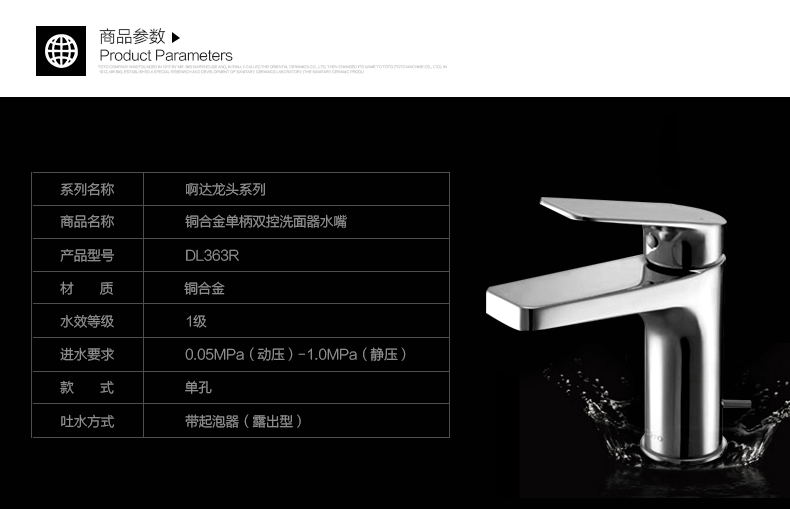 商品参数
Product Parameters
系列名称 啊达龙头系列
商品名称 铜合金单柄双控洗面器水嘴
产品型号 DL363R
材 质 铜合金
水效等级 1级
进水要求 0.05MPa（动压）-1.0MPa（静压）
款 式 单孔
吐水方式 带起泡器（露出型）